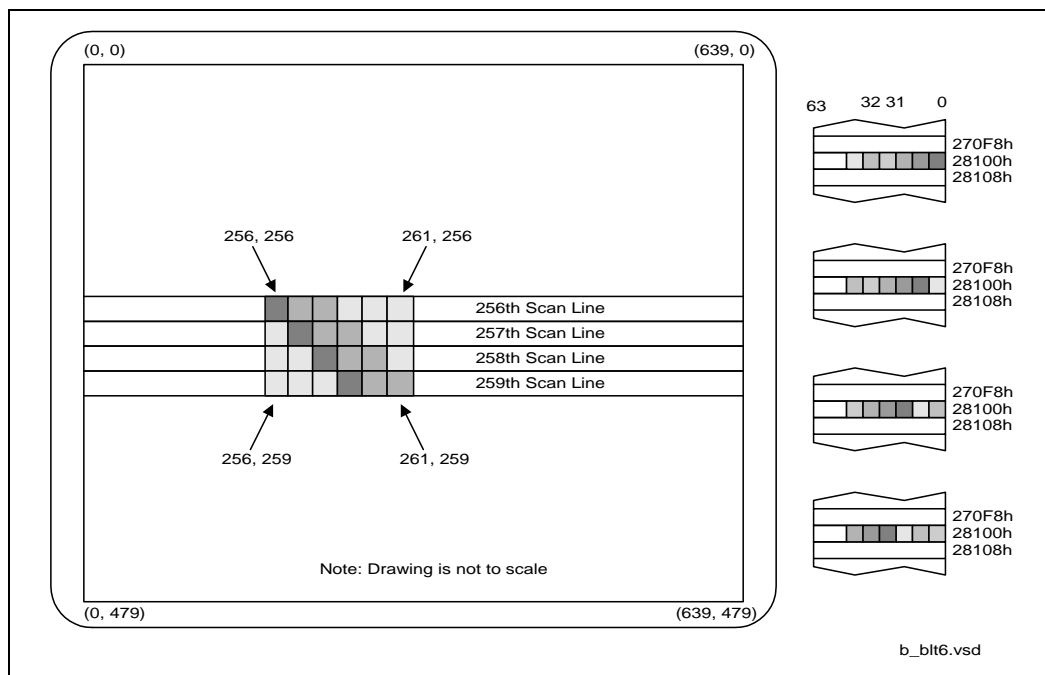 (0, 0) (639, 0)
256, 256 261, 256
256th Scan Line
257th Scan Line
258th Scan Line
259th Scan Line
256, 259 261, 259
Note: Drawing is not to scale
(0, 479) (639, 479)
63 32 31 0
270F8h
28100h
28108h
270F8h
28100h
28108h
270F8h
28100h
28108h
270F8h
28100h
28108h
b_blt6.vsd